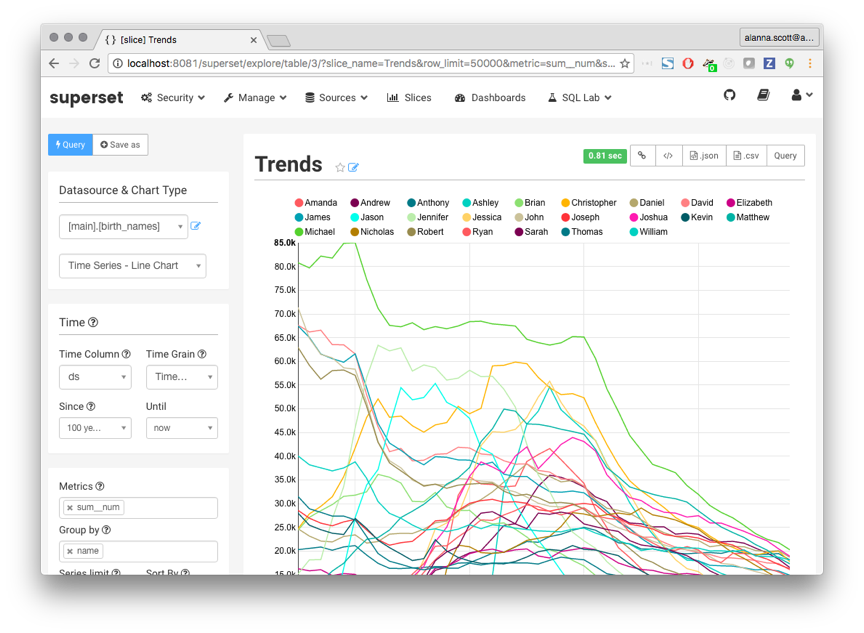 { } [slice] Trends
alanna.scott@a...
localhost:8081/superset/explore/table/3/?slice_name=Trends&row_limit=50000&metric=sum__num&s...
superset Security Manage Sources Slices Dashboards SQL Lab
Query Save as
0.81 sec .json .csv Query
Trends
Datasource & Chart Type
[main].[birth_names]
Time Series - Line Chart
Time
Time Column Time Grain
ds Time...
Since Until
100 ye... now
Metrics
× sum__num
Group by
× name
Series limit Sort By
Amanda Andrew Anthony Ashley Brian Christopher Daniel David Elizabeth
James Jason Jennifer Jessica John Joseph Joshua Kevin Matthew
Michael Nicholas Robert Ryan Sarah Thomas William
85.0k
80.0k
75.0k
70.0k
65.0k
60.0k
55.0k
50.0k
45.0k
40.0k
35.0k
30.0k
25.0k
20.0k
15.0k